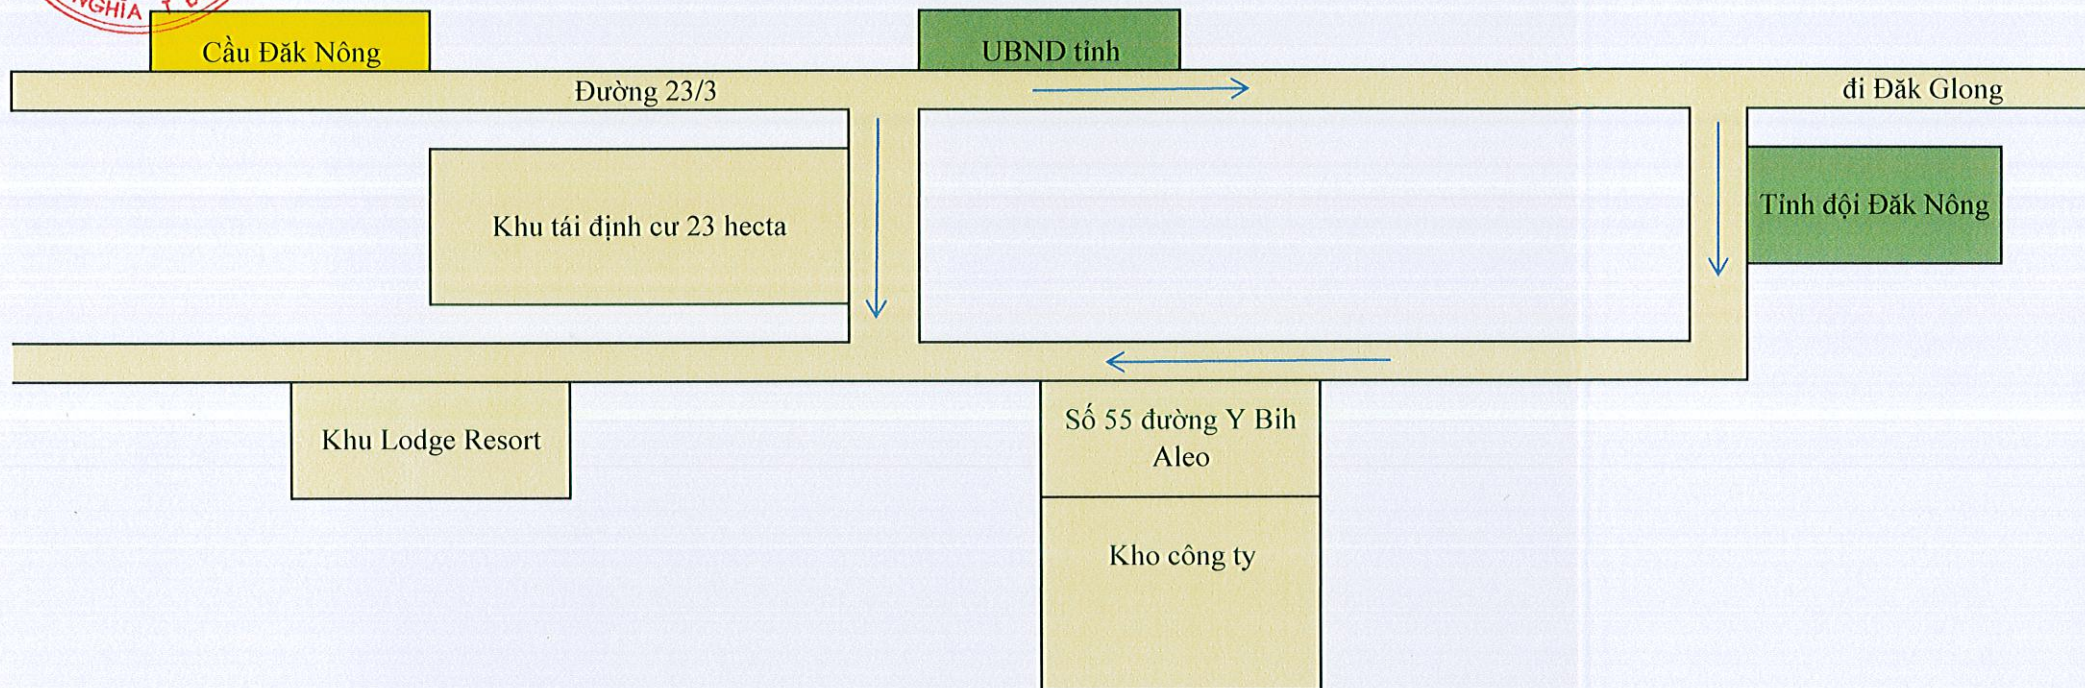 NGHĨA T
Cầu Đăk Nông
UBND tỉnh
Đường 23/3
đi Đăk Glong
Khu tái định cư 23 hecta
Tỉnh đội Đăk Nông
Khu Lodge Resort
Số 55 đường Y Bih
Aleo
Kho công ty